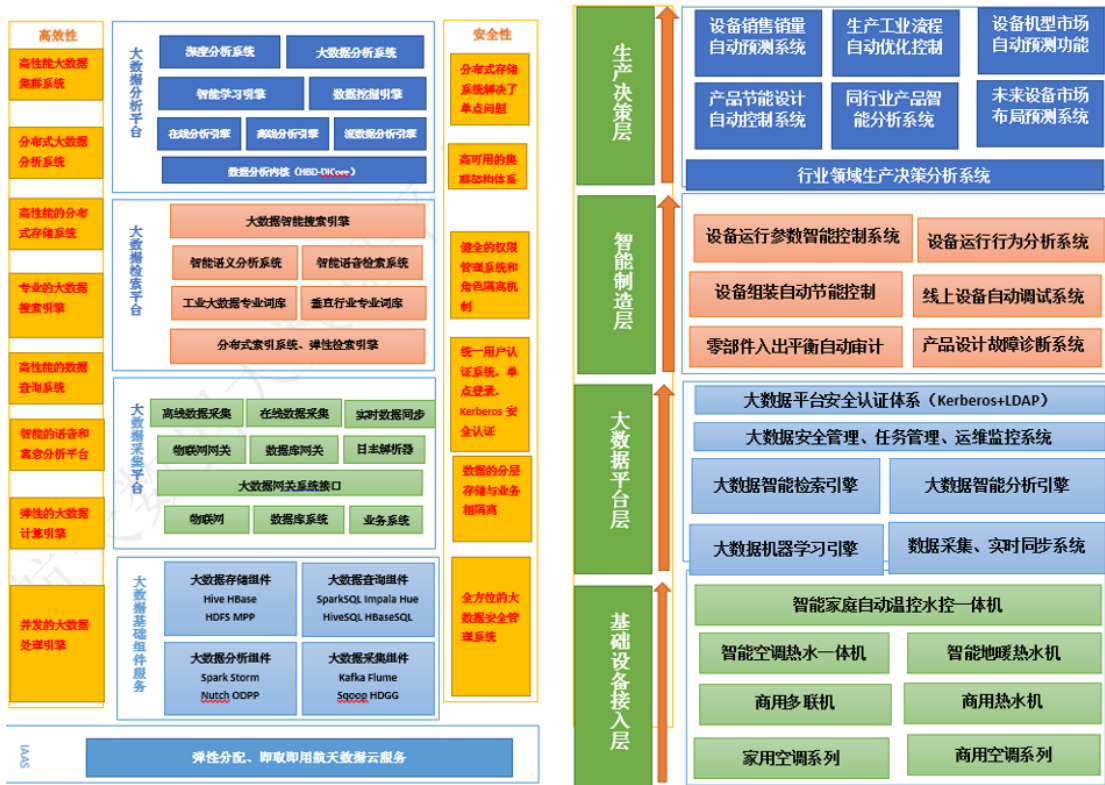 高效性
高性能大数据
集群系统
分布式大数据
分析系统
高性能的分布
式存储系统
专业的大数据
搜索引擎
高性能的数据
查询系统
智能的语音和
寓意分析平台
弹性的大数据
计算引擎
并发的大数据
处理引擎
大数据分析平台
深度分析系统
大数据分析系统
智能学习引擎
数据挖掘引擎
在线分析引擎
离线分析引擎
流数据分析引擎
数据分析内核（HBD-DiCore）
大数据检索平台
大数据智能搜索引擎
智能语义分析系统
智能语音检索系统
工业大数据专业词库
垂直行业专业词库
分布式索引系统、弹性检索引擎
大数据采集平台
离线数据采集
在线数据采集
实时数据同步
物联网网关
数据库网关
日志解析器
大数据网关系统接口
物联网
数据库系统
业务系统
大数据基础组件服务
大数据存储组件
Hive HBase
HDFS MPP
大数据查询组件
SparkSQL Impala Hue
HiveSQL HBaseSQL
大数据分析组件
Spark Storm
Nutch ODPP
大数据采集组件
Kafka Flume
Sqoop HDGG
安全性
分布式存储
系统解决了
单点问题
高可用的集
群架构体系
健全的权限
管理系统和
角色隔离机
制
统一用户认
证系统，单
点登录，
Kerberos 安
全认证
数据的分层
存储与业务
相隔离
全方位的大
数据安全管
理系统
IAAS
弹性分配、即取即用航天数据云服务
生产决策层
设备销售销量
自动预测系统
生产工业流程
自动优化控制
设备机型市场
自动预测功能
产品节能设计
自动控制系统
同行业产品智
能分析系统
未来设备市场
布局预测系统
行业领域生产决策分析系统
智能制造层
设备运行参数智能控制系统
设备运行行为分析系统
设备组装自动节能控制
线上设备自动调试系统
零部件入出平衡自动审计
产品设计故障诊断系统
大数据平台层
大数据平台安全认证体系（Kerberos+LDAP）
大数据安全管理、任务管理、运维监控系统
大数据智能检索引擎
大数据智能分析引擎
大数据机器学习引擎
数据采集、实时同步系统
基础设备接入层
智能家庭自动温控水控一体机
智能空调热水一体机
智能地暖热水机
商用多联机
商用热水机
家用空调系列
商用空调系列